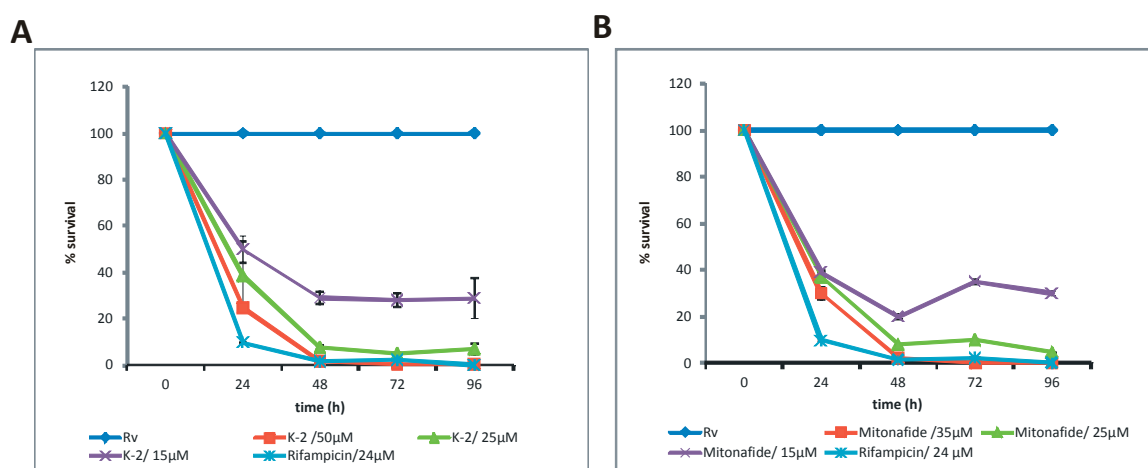 A
120
100
80
60
40
20
0
% survival
0 24 48 72 96
time (h)
Rv K-2 /50μM K-2/ 25μM
K-2/ 15μM Rifampicin/24μM
B
120
100
80
60
40
20
0
% survival
0 24 48 72 96
time (h)
Rv Mitonafide /35μM Mitonafide/ 25μM
Mitonafide/ 15μM Rifampicin/ 24 μM